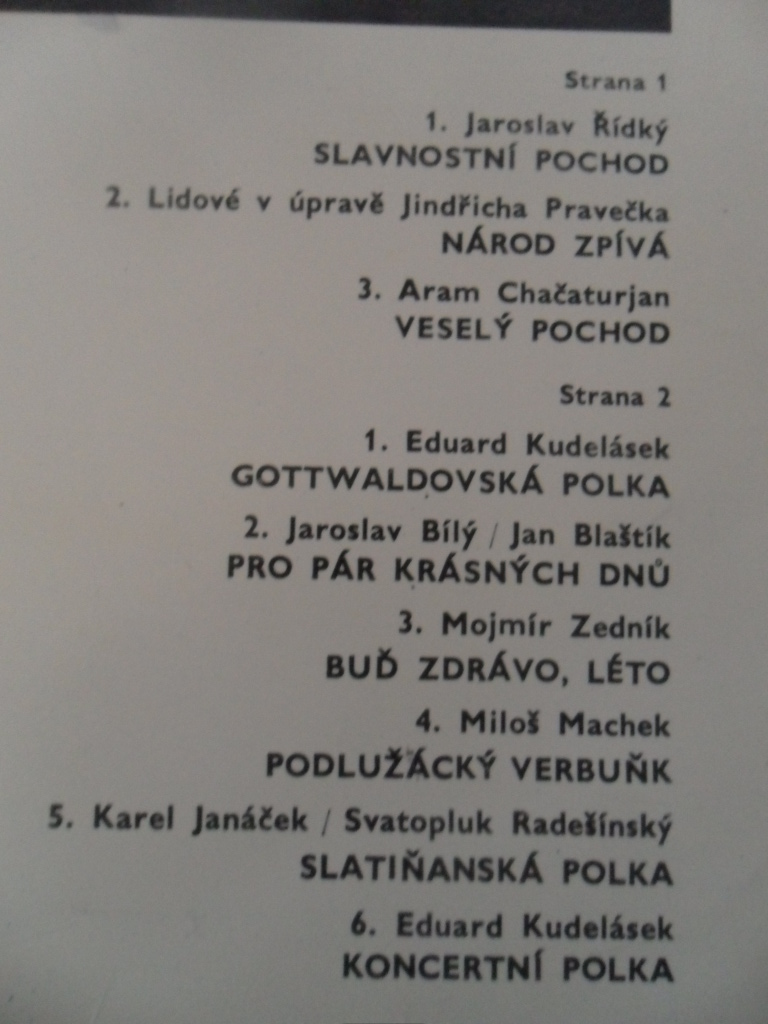 Strana 1
1. Jaroslav Řídký
SLAVNOSTNÍ POCHOD
2. Lidové v úpravě Jindřicha Pravečka
NÁROD ZPÍVÁ
3. Aram Chačaturjan
VESELÝ POCHOD
Strana 2
1. Eduard Kudelásek
GOTTWALDOVSKÁ POLKA
2. Jaroslav Bílý / Jan Blaštík
PRO PÁR KRÁSNÝCH DNŮ
3. Mojmír Zedník
BUĎ ZDRÁVO, LÉTO
4. Miloš Machek
PODLUŽÁCKÝ VERBUŇK
5. Karel Janáček / Svatopluk Radešínský
SLATIŇANSKÁ POLKA
6. Eduard Kudelásek
KONCERTNÍ POLKA